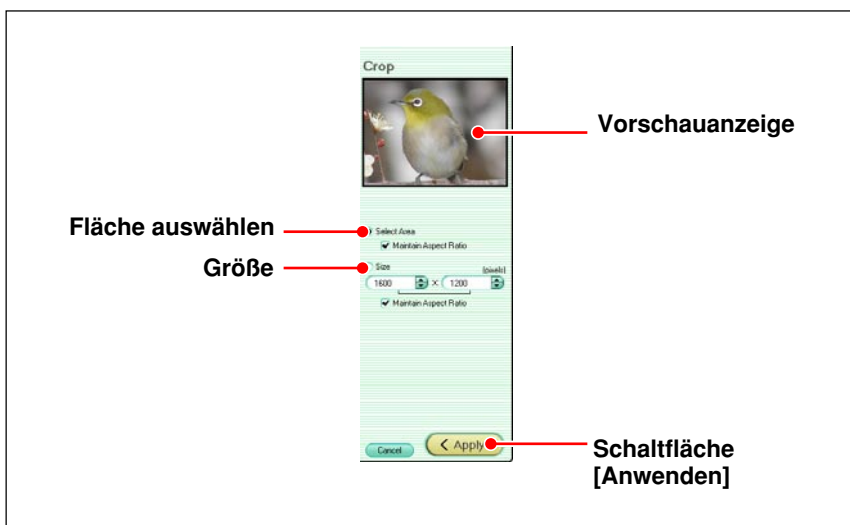 Crop
Vorschauanzeige
Fläche auswählen
Select Area
Maintain Aspect Ratio
Größe
Size
[pixels]
1600 × 1200
Maintain Aspect Ratio
Cancel
< Apply
Schaltfläche
[Anwenden]